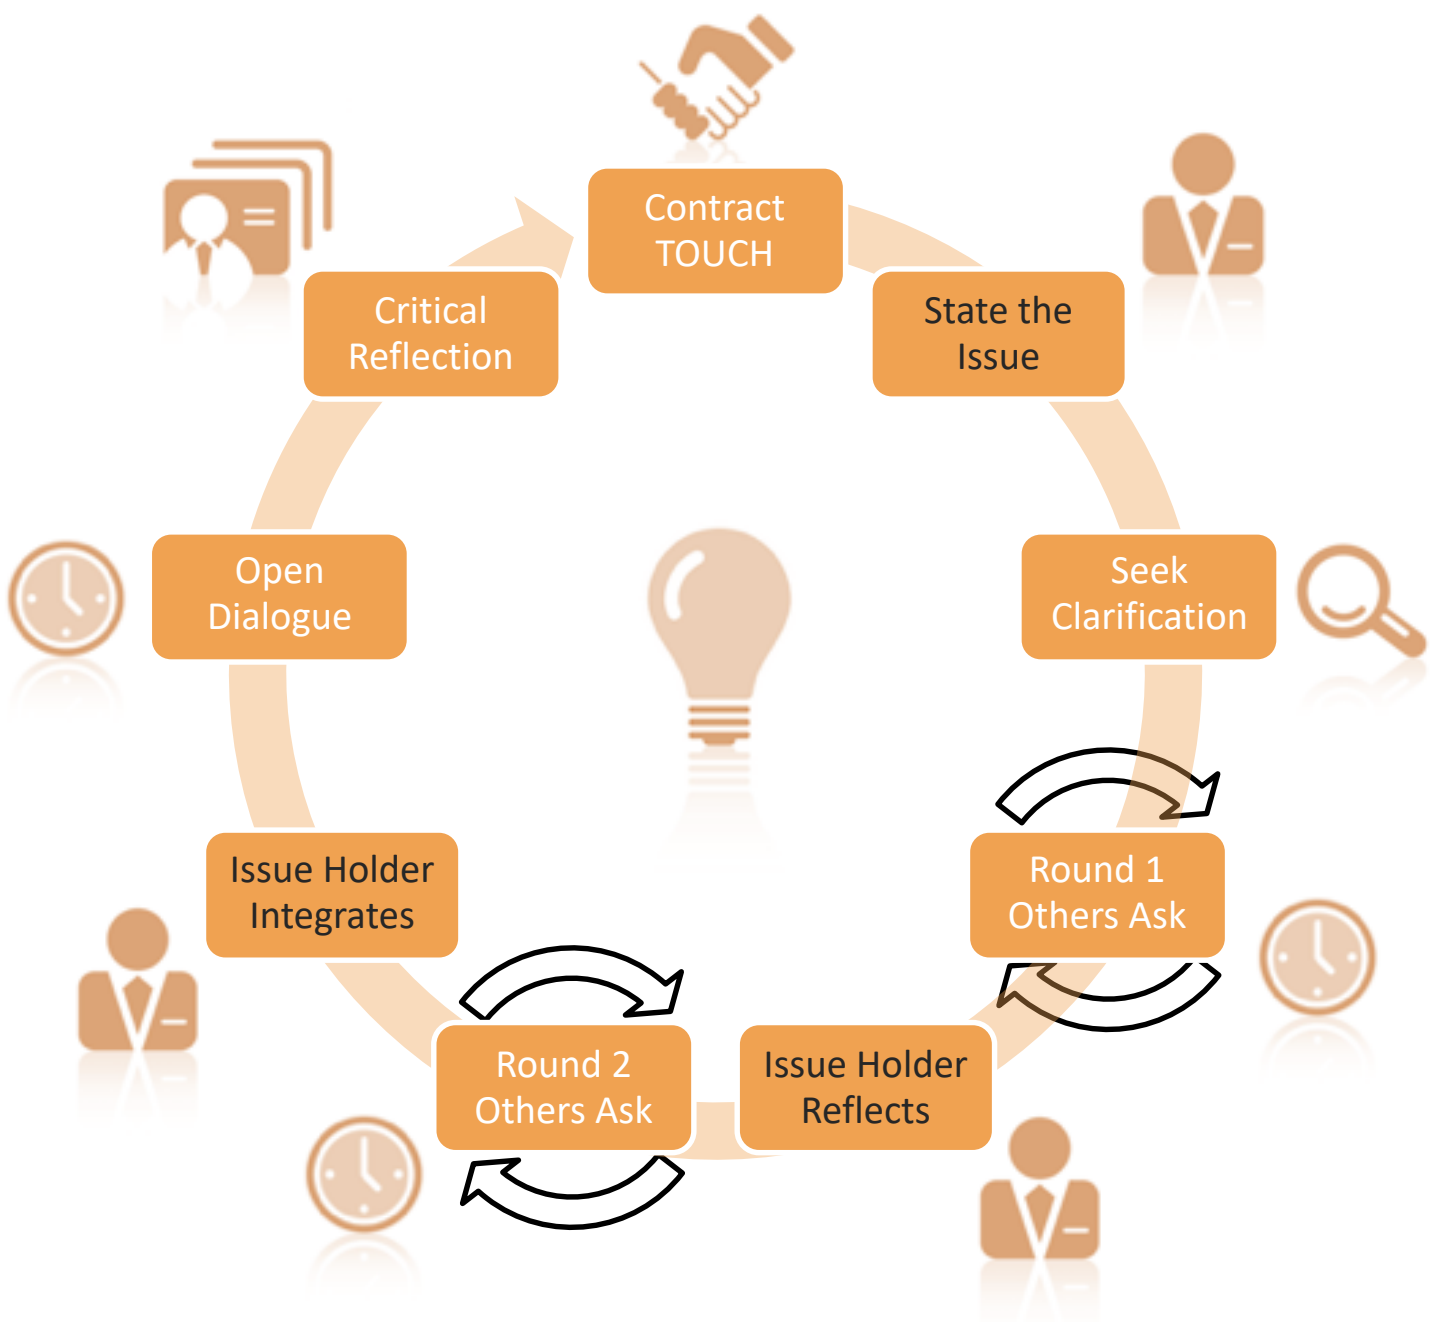 Contract
TOUCH
State the
Issue
Seek
Clarification
Round 1
Others Ask
Issue Holder
Reflects
Round 2
Others Ask
Issue Holder
Integrates
Open
Dialogue
Critical
Reflection